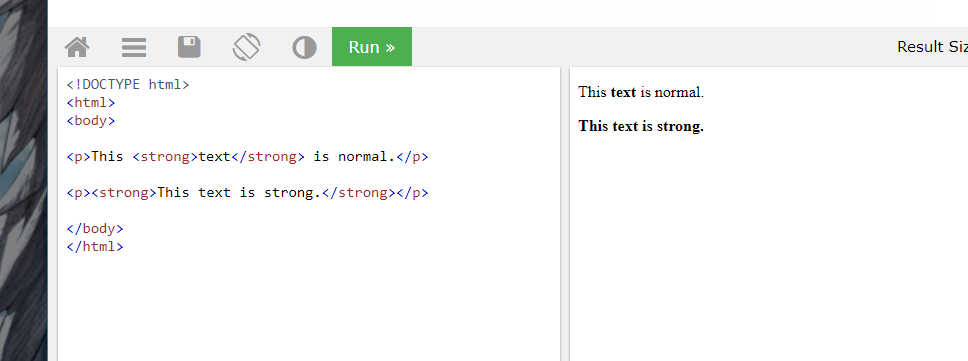 Run »
Result
<!DOCTYPE html>
<html>
<body>
<p>This <strong>text</strong> is normal.</p>
<p><strong>This text is strong.</strong></p>
</body>
</html>
This text is normal.
This text is strong.